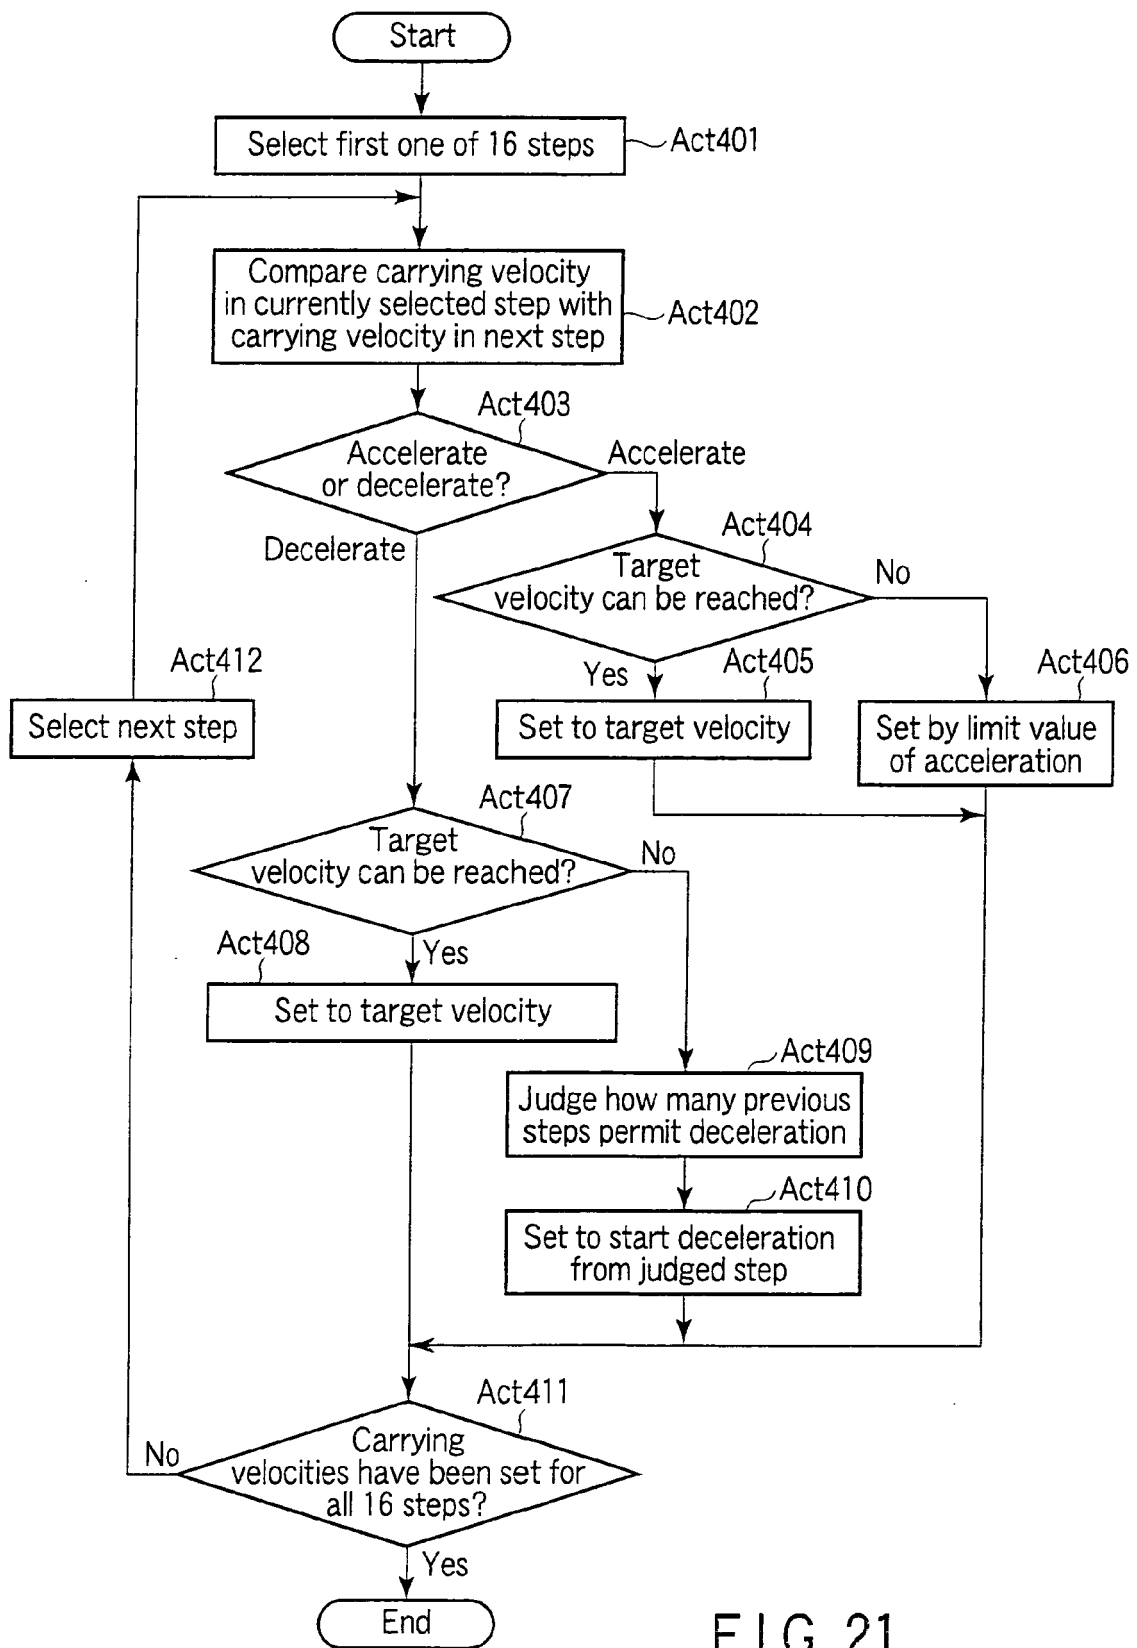 Start
Select first one of 16 steps
Act401
Compare carrying velocity
in currently selected step with
carrying velocity in next step
Act402
Act403
Accelerate
or decelerate?
Accelerate
Decelerate
Act404
Target
velocity can be reached?
No
Yes
Act405
Set to target velocity
Act406
Set by limit value
of acceleration
Act412
Select next step
Act407
Target
velocity can be reached?
No
Yes
Act408
Set to target velocity
Act409
Judge how many previous
steps permit deceleration
Act410
Set to start deceleration
from judged step
Act411
Carrying
velocities have been set for
all 16 steps?
No
Yes
End
FIG. 21